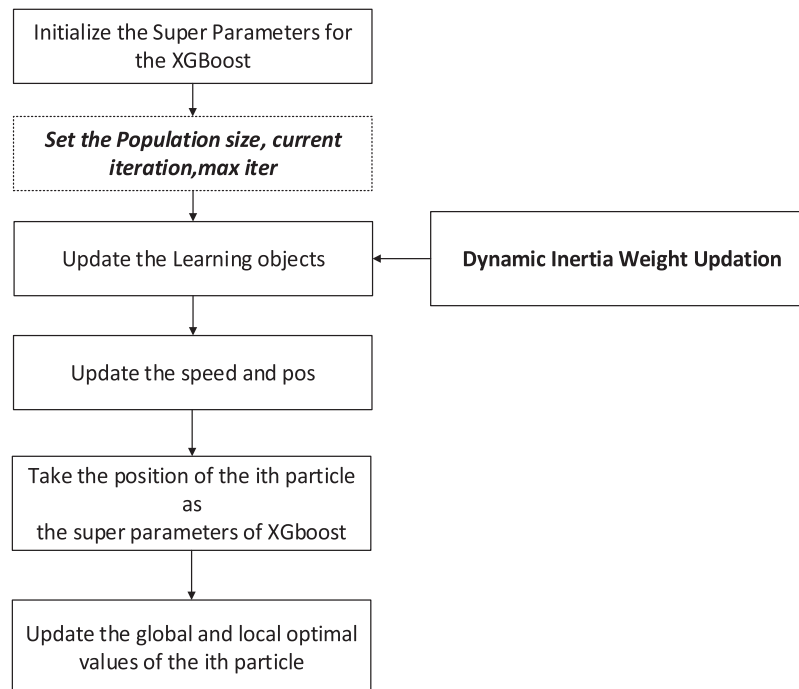 Initialize the Super Parameters for
the XGBoost
Set the Population size, current
iteration,max iter
Update the Learning objects
Dynamic Inertia Weight Updation
Update the speed and pos
Take the position of the ith particle
as
the super parameters of XGboost
Update the global and local optimal
values of the ith particle